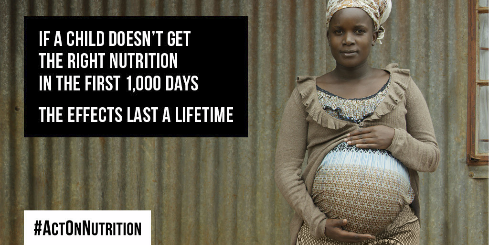 IF A CHILD DOESN'T GET
THE RIGHT NUTRITION
IN THE FIRST 1,000 DAYS
THE EFFECTS LAST A LIFETIME
#ACTONNUTRITION